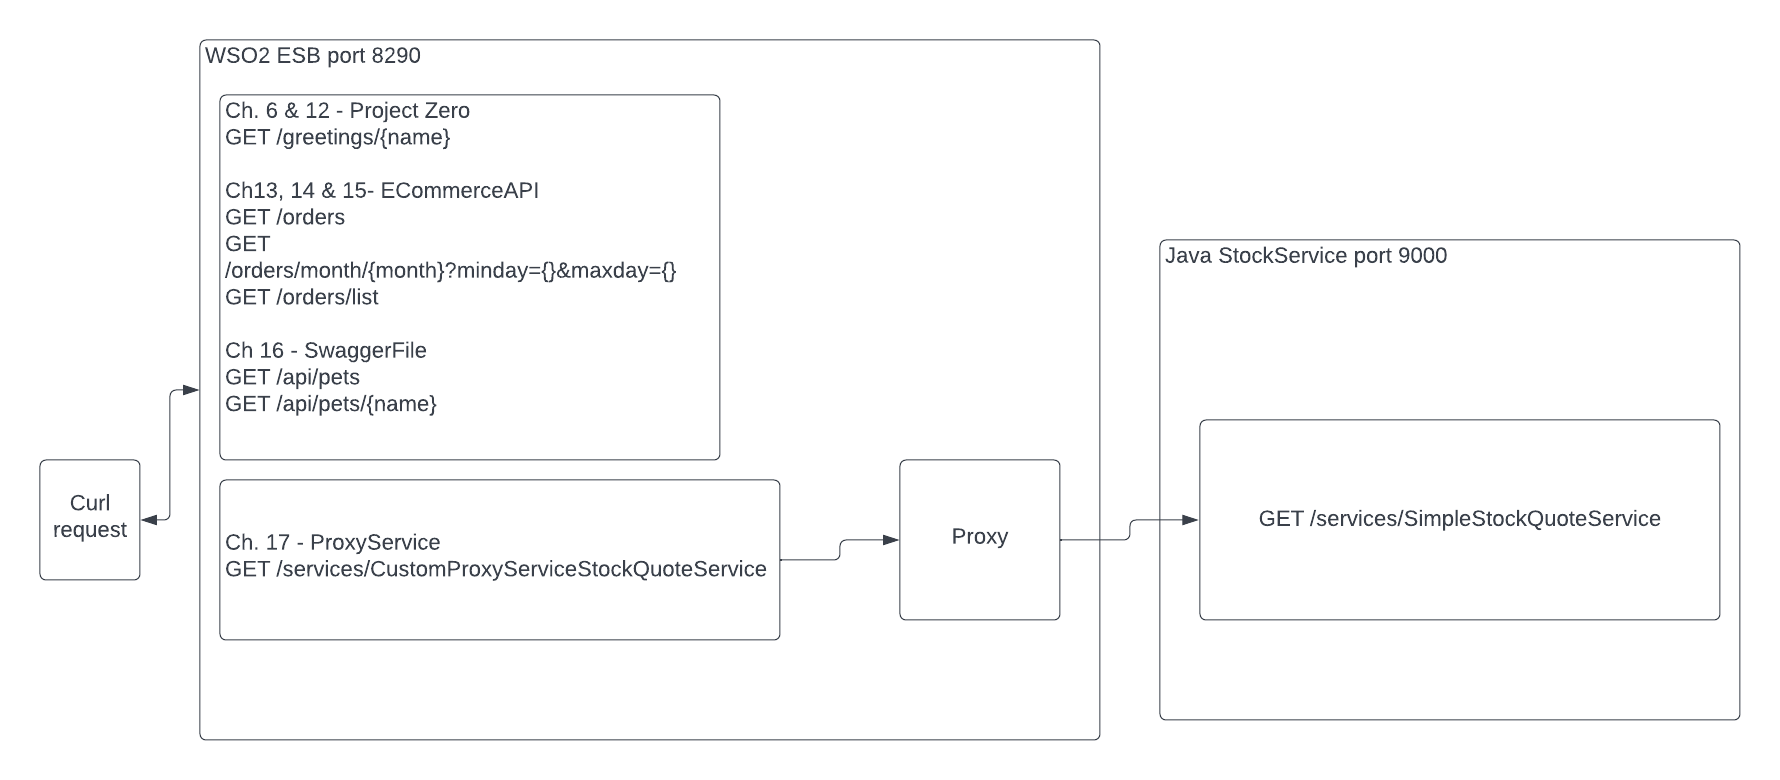 WSO2 ESB port 8290
Ch. 6 & 12 - Project Zero
GET /greetings/{name}
Ch13, 14 & 15- ECommerceAPI
GET /orders
GET
/orders/month/{month}?minday={}&maxday={}
GET /orders/list
Ch 16 - SwaggerFile
GET /api/pets
GET /api/pets/{name}
Curl
request
Ch. 17 - ProxyService
GET /services/CustomProxyServiceStockQuoteService
Proxy
Java StockService port 9000
GET /services/SimpleStockQuoteService